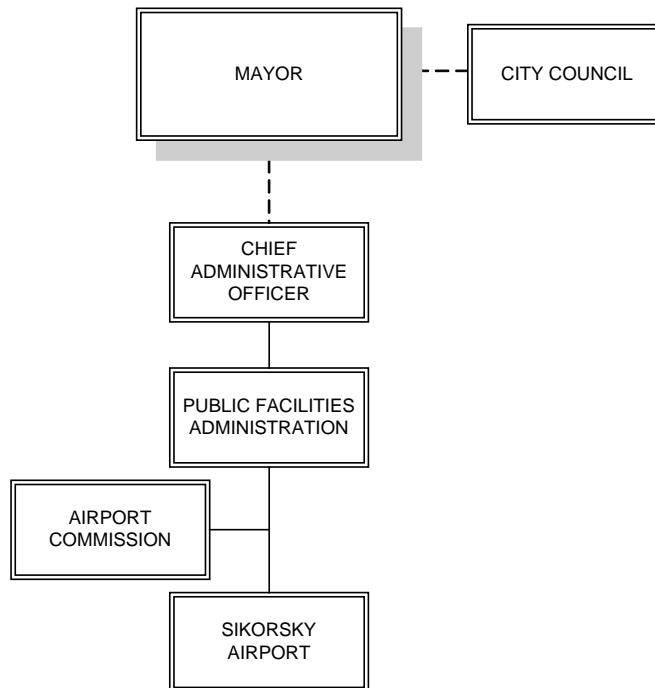 MAYOR
CITY COUNCIL
CHIEF
ADMINISTRATIVE
OFFICER
PUBLIC FACILITIES
ADMINISTRATION
AIRPORT
COMMISSION
SIKORSKY
AIRPORT